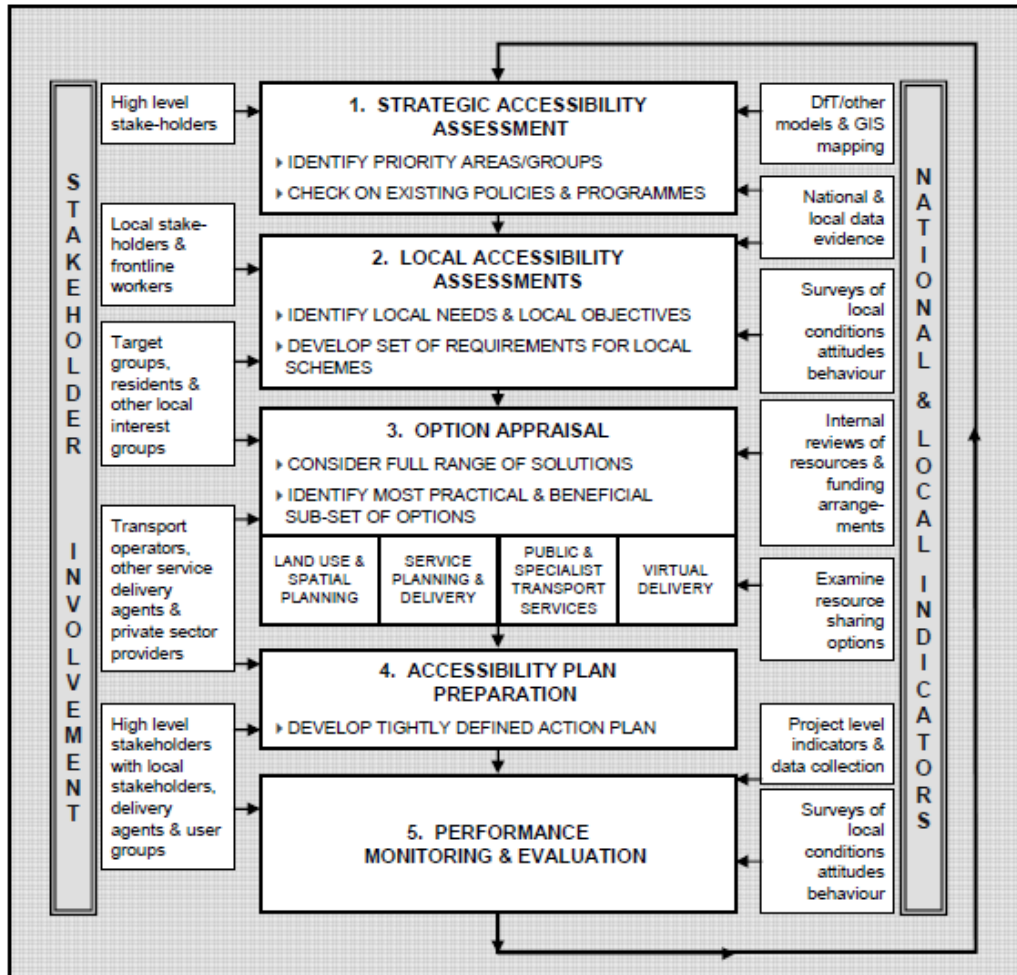 STAKEHOLDER INVOLVEMENT
High level
stake-holders
Local stake-
holders &
frontline
workers
Target
groups,
residents &
other local
interest
groups
Transport
operators,
other service
delivery
agents &
private sector
providers
High level
stakeholders
with local
stakeholders,
delivery
agents & user
groups
1. STRATEGIC ACCESSIBILITY
ASSESSMENT
IDENTIFY PRIORITY AREAS/GROUPS
CHECK ON EXISTING POLICIES & PROGRAMMES
2. LOCAL ACCESSIBILITY
ASSESSMENTS
IDENTIFY LOCAL NEEDS & LOCAL OBJECTIVES
DEVELOP SET OF REQUIREMENTS FOR LOCAL
SCHEMES
3. OPTION APPRAISAL
CONSIDER FULL RANGE OF SOLUTIONS
IDENTIFY MOST PRACTICAL & BENEFICIAL
SUB-SET OF OPTIONS
LAND USE &
SPATIAL
PLANNING
SERVICE
PLANNING &
DELIVERY
PUBLIC &
SPECIALIST
TRANSPORT
SERVICES
VIRTUAL
DELIVERY
4. ACCESSIBILITY PLAN
PREPARATION
DEVELOP TIGHTLY DEFINED ACTION PLAN
5. PERFORMANCE
MONITORING & EVALUATION
DfT/other
models & GIS
mapping
National &
local data
evidence
Surveys of
local
conditions
attitudes
behaviour
Internal
reviews of
resources &
funding
arrange-
ments
Examine
resource
sharing
options
Project level
indicators &
data collection
Surveys of
local
conditions
attitudes
behaviour
NATIONAL & LOCAL INDICATORS